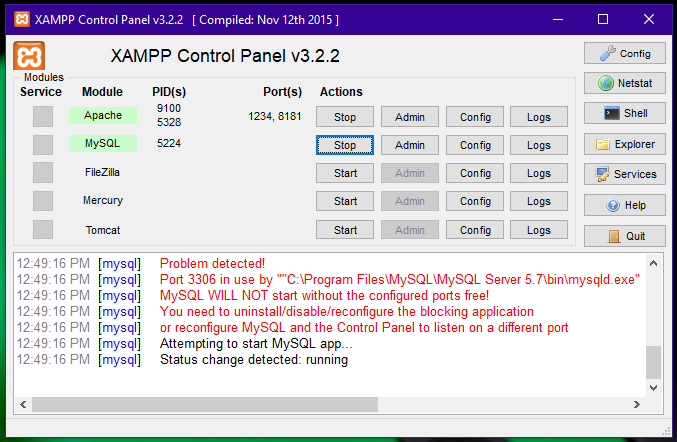 XAMPP Control Panel v3.2.2 [ Compiled: Nov 12th 2015 ]
XAMPP Control Panel v3.2.2
Config
Modules
Service Module PID(s) Port(s) Actions
Netstat
Apache 9100 5328 1234, 8181 Stop Admin Config Logs
Shell
MySQL 5224 Stop Admin Config Logs
Explorer
FileZilla Start Admin Config Logs
Services
Mercury Start Admin Config Logs
Help
Tomcat Start Admin Config Logs
Quit
12:49:16 PM [mysql] Problem detected!
12:49:16 PM [mysql] Port 3306 in use by ""C:\Program Files\MySQL\MySQL Server 5.7\bin\mysqld.exe"
12:49:16 PM [mysql] MySQL WILL NOT start without the configured ports free!
12:49:16 PM [mysql] You need to uninstall/disable/reconfigure the blocking application
12:49:16 PM [mysql] or reconfigure MySQL and the Control Panel to listen on a different port
12:49:16 PM [mysql] Attempting to start MySQL app...
12:49:16 PM [mysql] Status change detected: running